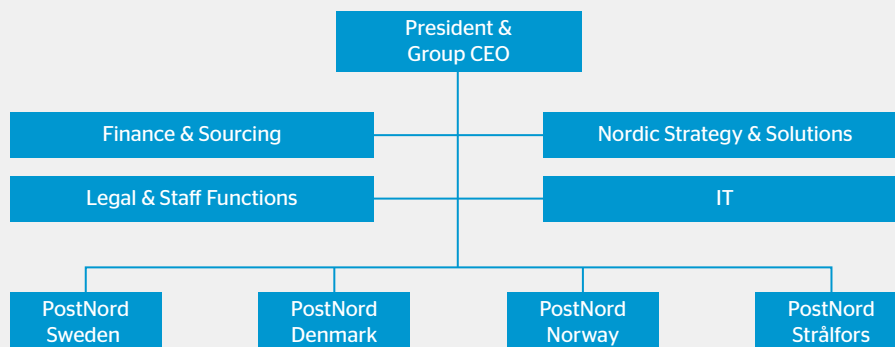 President &
Group CEO
Finance & Sourcing
Nordic Strategy & Solutions
Legal & Staff Functions
IT
PostNord
Sweden
PostNord
Denmark
PostNord
Norway
PostNord
Strålfors